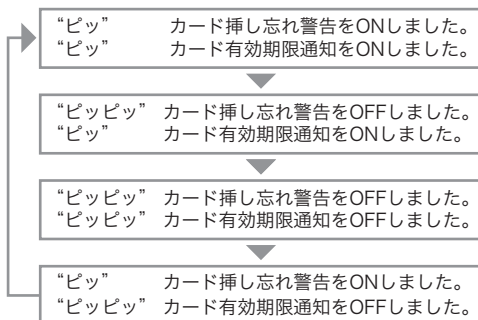 “ピッ” カード挿し忘れ警告をONしました。
“ピッ” カード有効期限通知をONしました。
“ピッピッ” カード挿し忘れ警告をOFFしました。
“ピッ” カード有効期限通知をONしました。
“ピッピッ” カード挿し忘れ警告をOFFしました。
“ピッピッ” カード有効期限通知をOFFしました。
“ピッ” カード挿し忘れ警告をONしました。
“ピッピッ” カード有効期限通知をOFFしました。